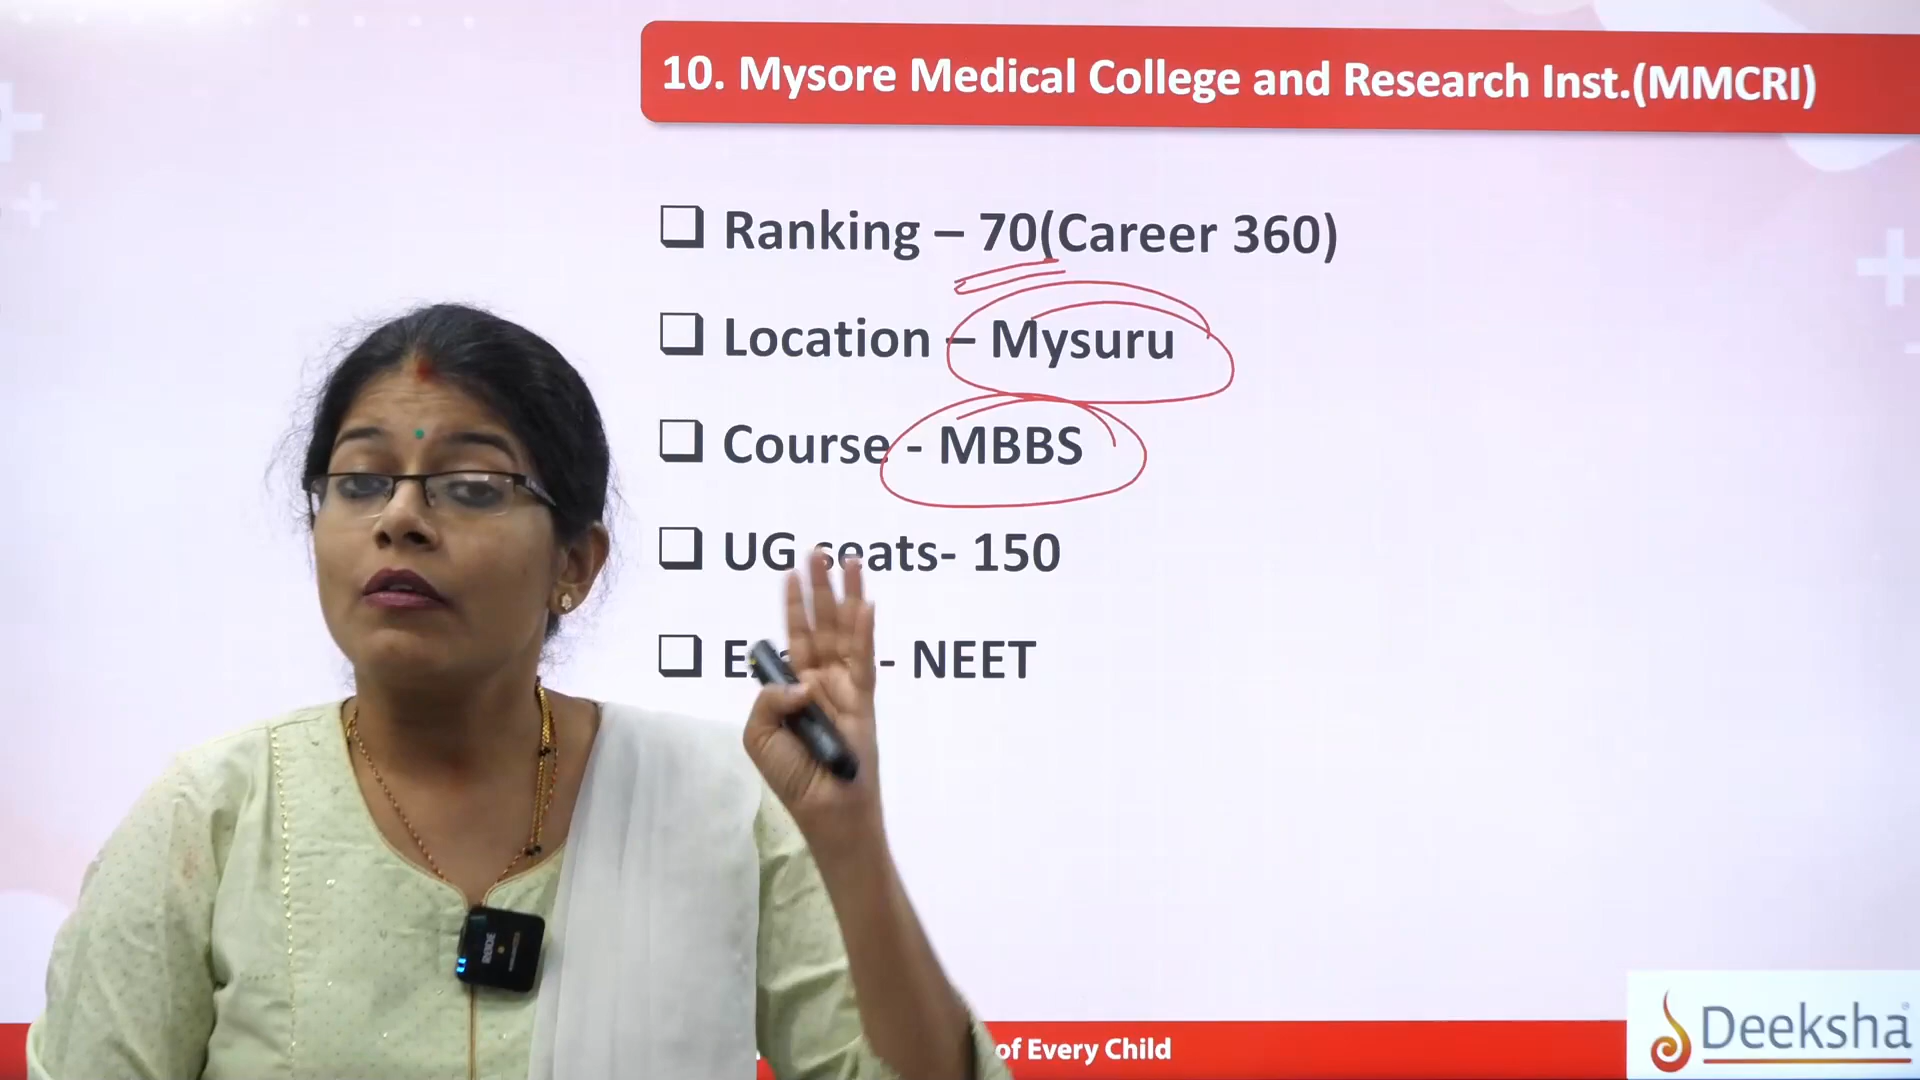 10. Mysore Medical College and Research Inst.(MMCRI)
Ranking – 70(Career 360)
Location – Mysuru
Course - MBBS
UG seats- 150
- NEET
of Every Child
Deeksha
RODE